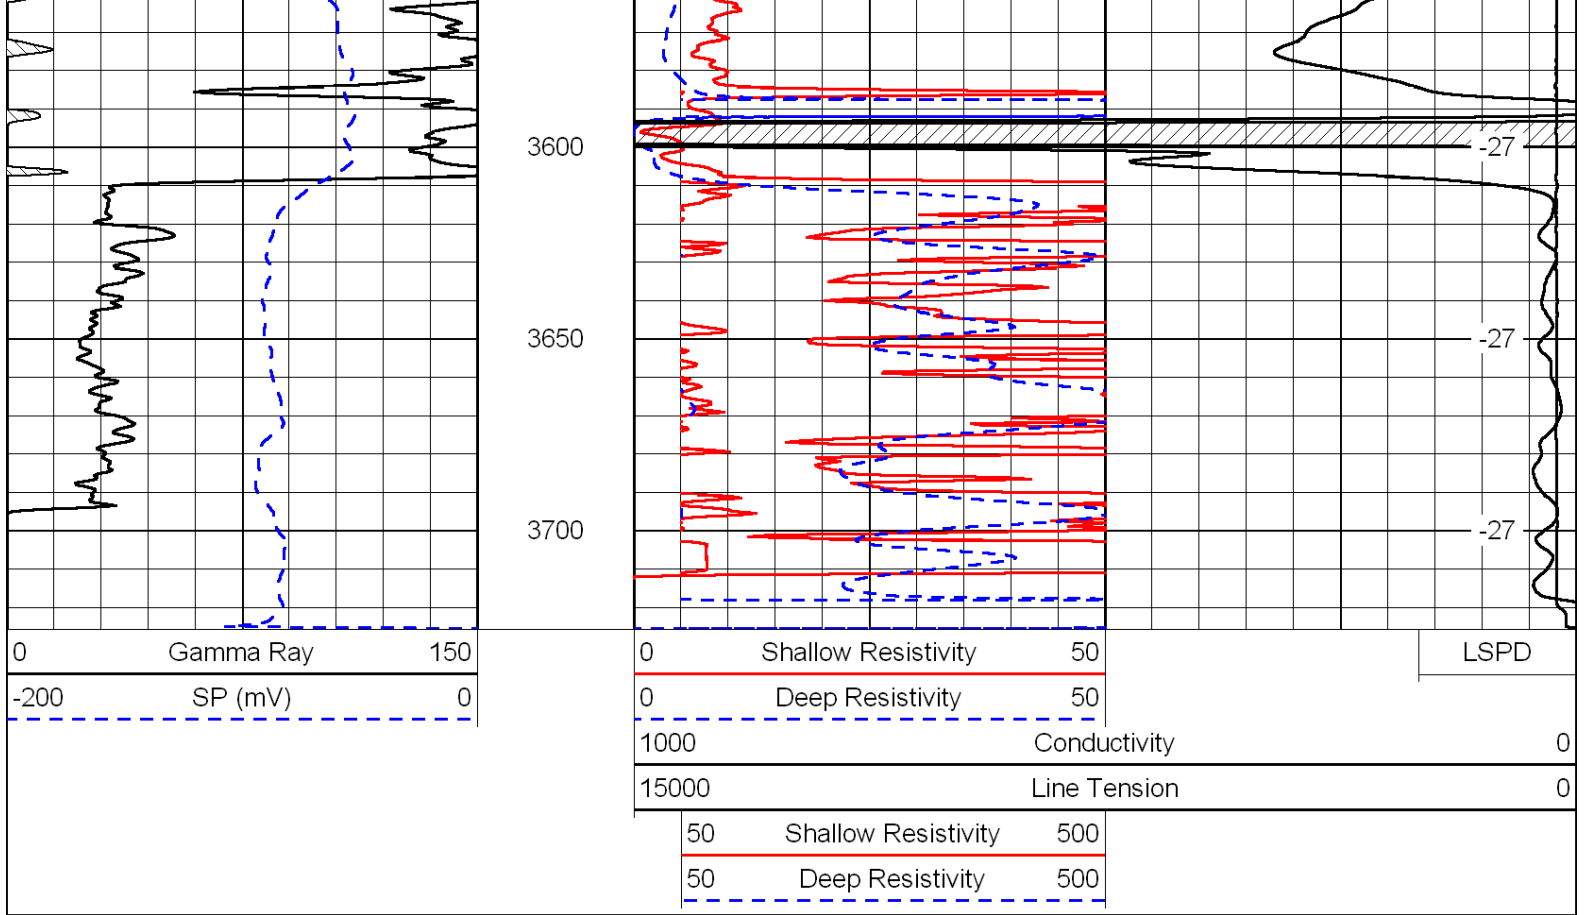 3600 -27
3650 -27
3700 -27
0 Gamma Ray 150
-200 SP (mV) 0
0 Shallow Resistivity 50
0 Deep Resistivity 50
LSPD
1000 Conductivity 0
15000 Line Tension 0
50 Shallow Resistivity 500
50 Deep Resistivity 500